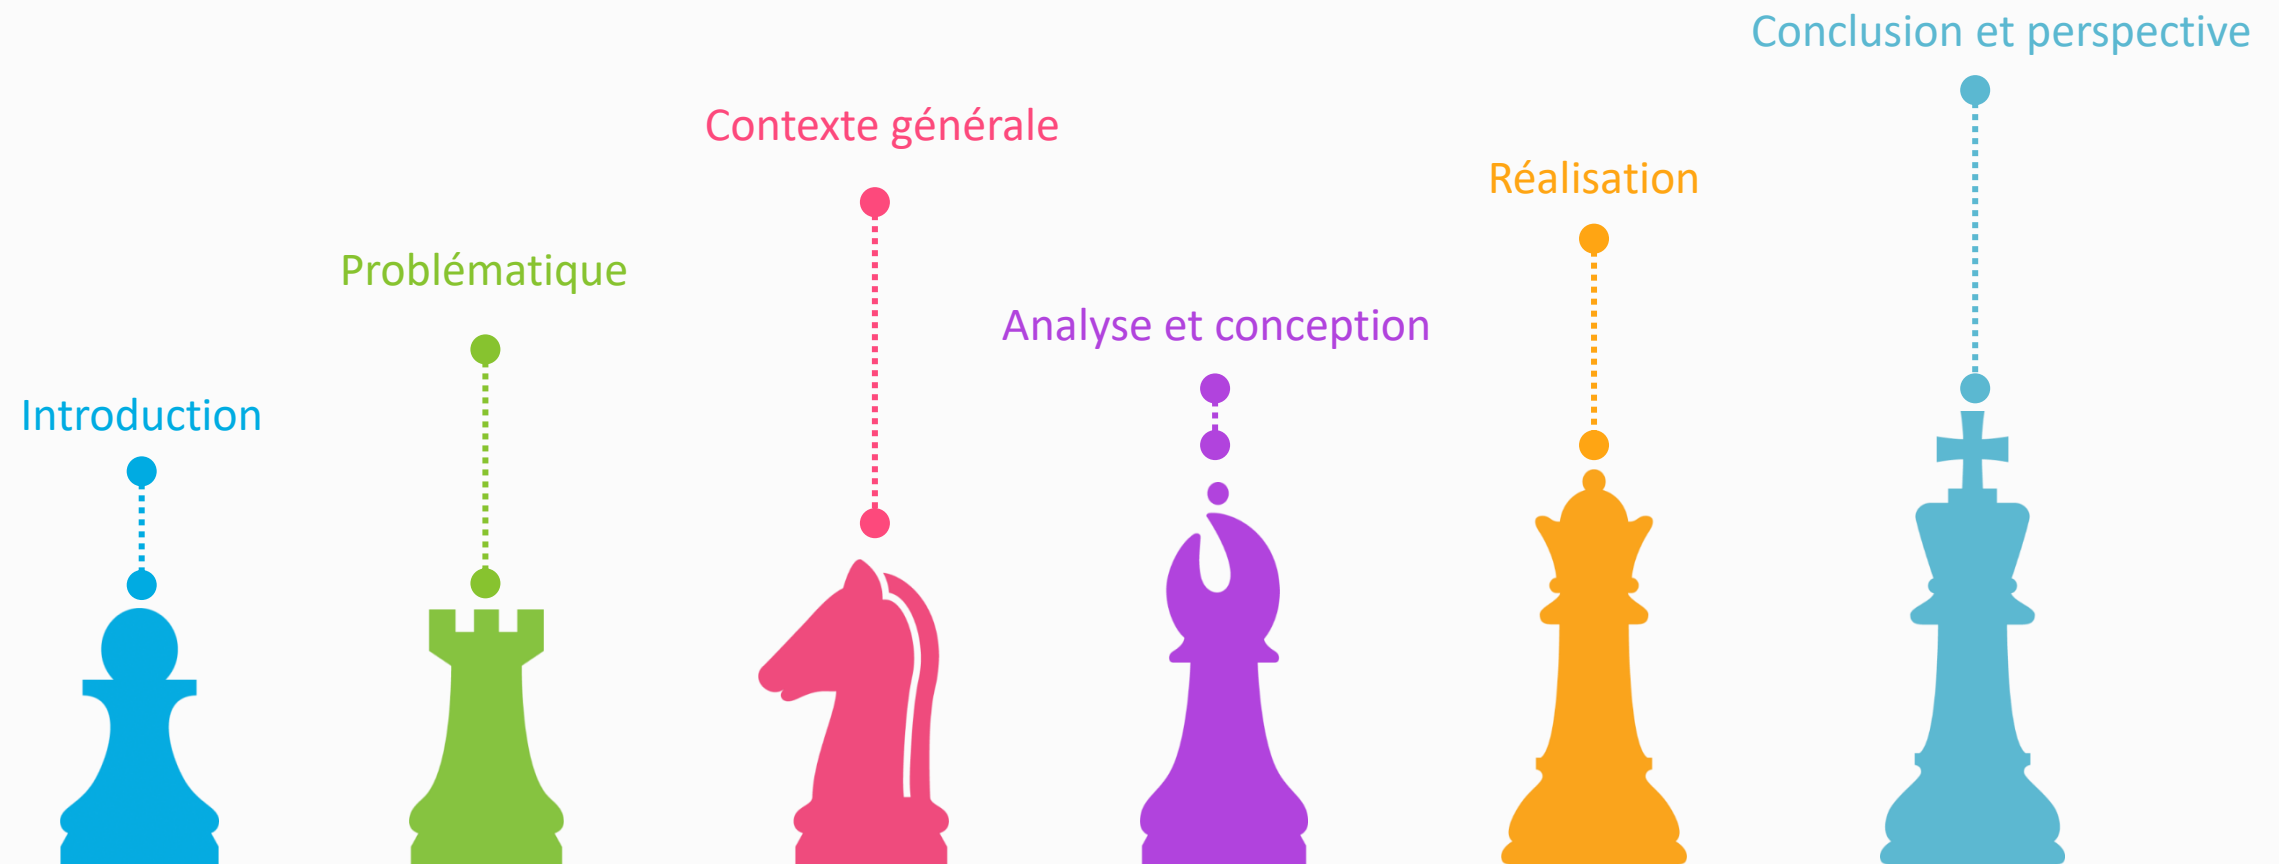 Introduction
Problématique
Contexte générale
Analyse et conception
Réalisation
Conclusion et perspective